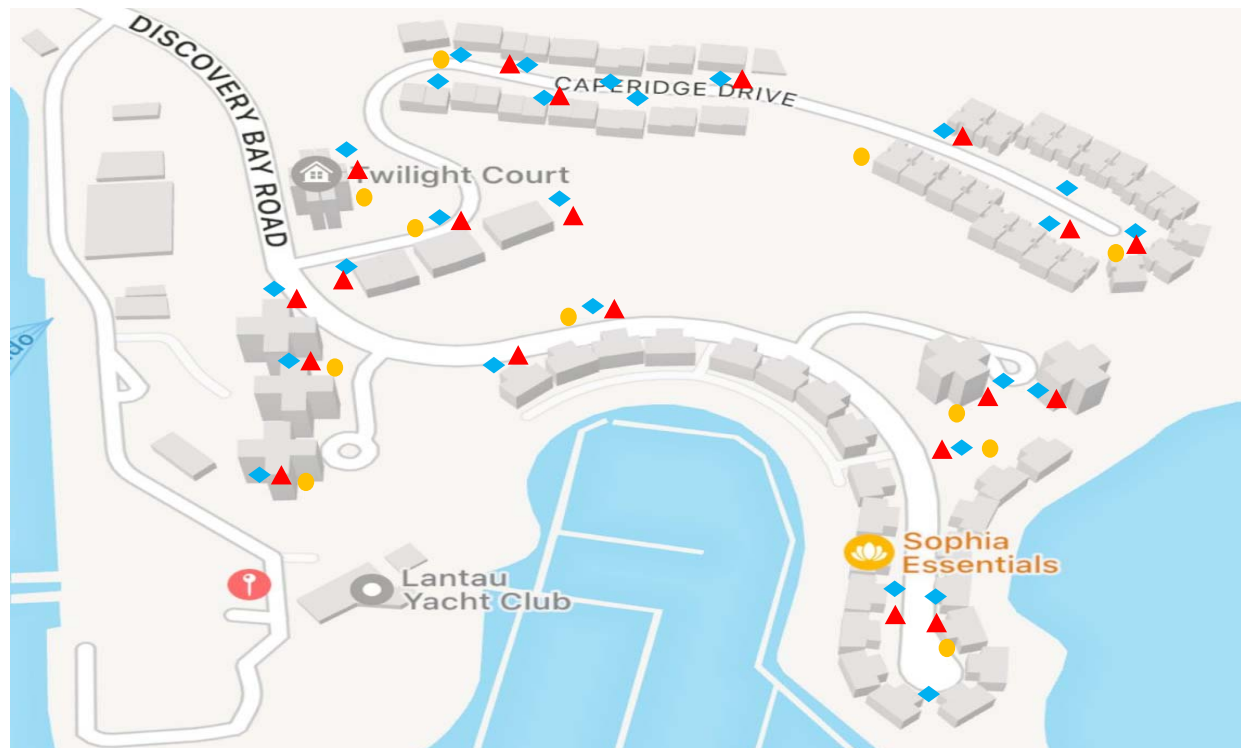 DISCOVERY BAY ROAD
CAPERIDGE DRIVE
Twilight Court
Sophia
Essentials
Lantau
Yacht Club